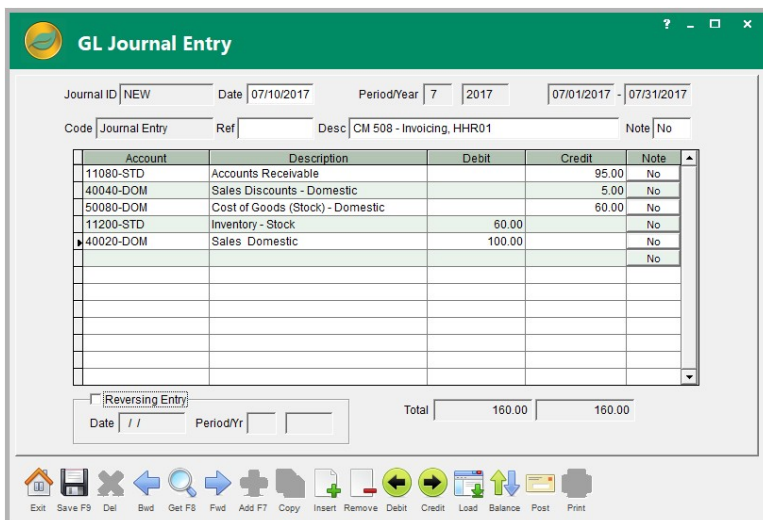 ? _ □ x
GL Journal Entry
Journal ID NEW Date 07/10/2017 Period/Year 7 2017 07/01/2017 - 07/31/2017
Code Journal Entry Ref Desc CM 508 - Invoicing, HHR01 Note No
Account Description Debit Credit Note
11080-STD Accounts Receivable 95.00 No
40040-DOM Sales Discounts - Domestic 5.00 No
50080-DOM Cost of Goods (Stock) - Domestic 60.00 No
11200-STD Inventory - Stock 60.00 No
40020-DOM Sales Domestic 100.00 No
No
Reversing Entry
Date / / Period/Yr
Total 160.00 160.00
Exit Save F9 Del Bwd Get F8 Fwd Add F7 Copy Insert Remove Debit Credit Load Balance Post Print